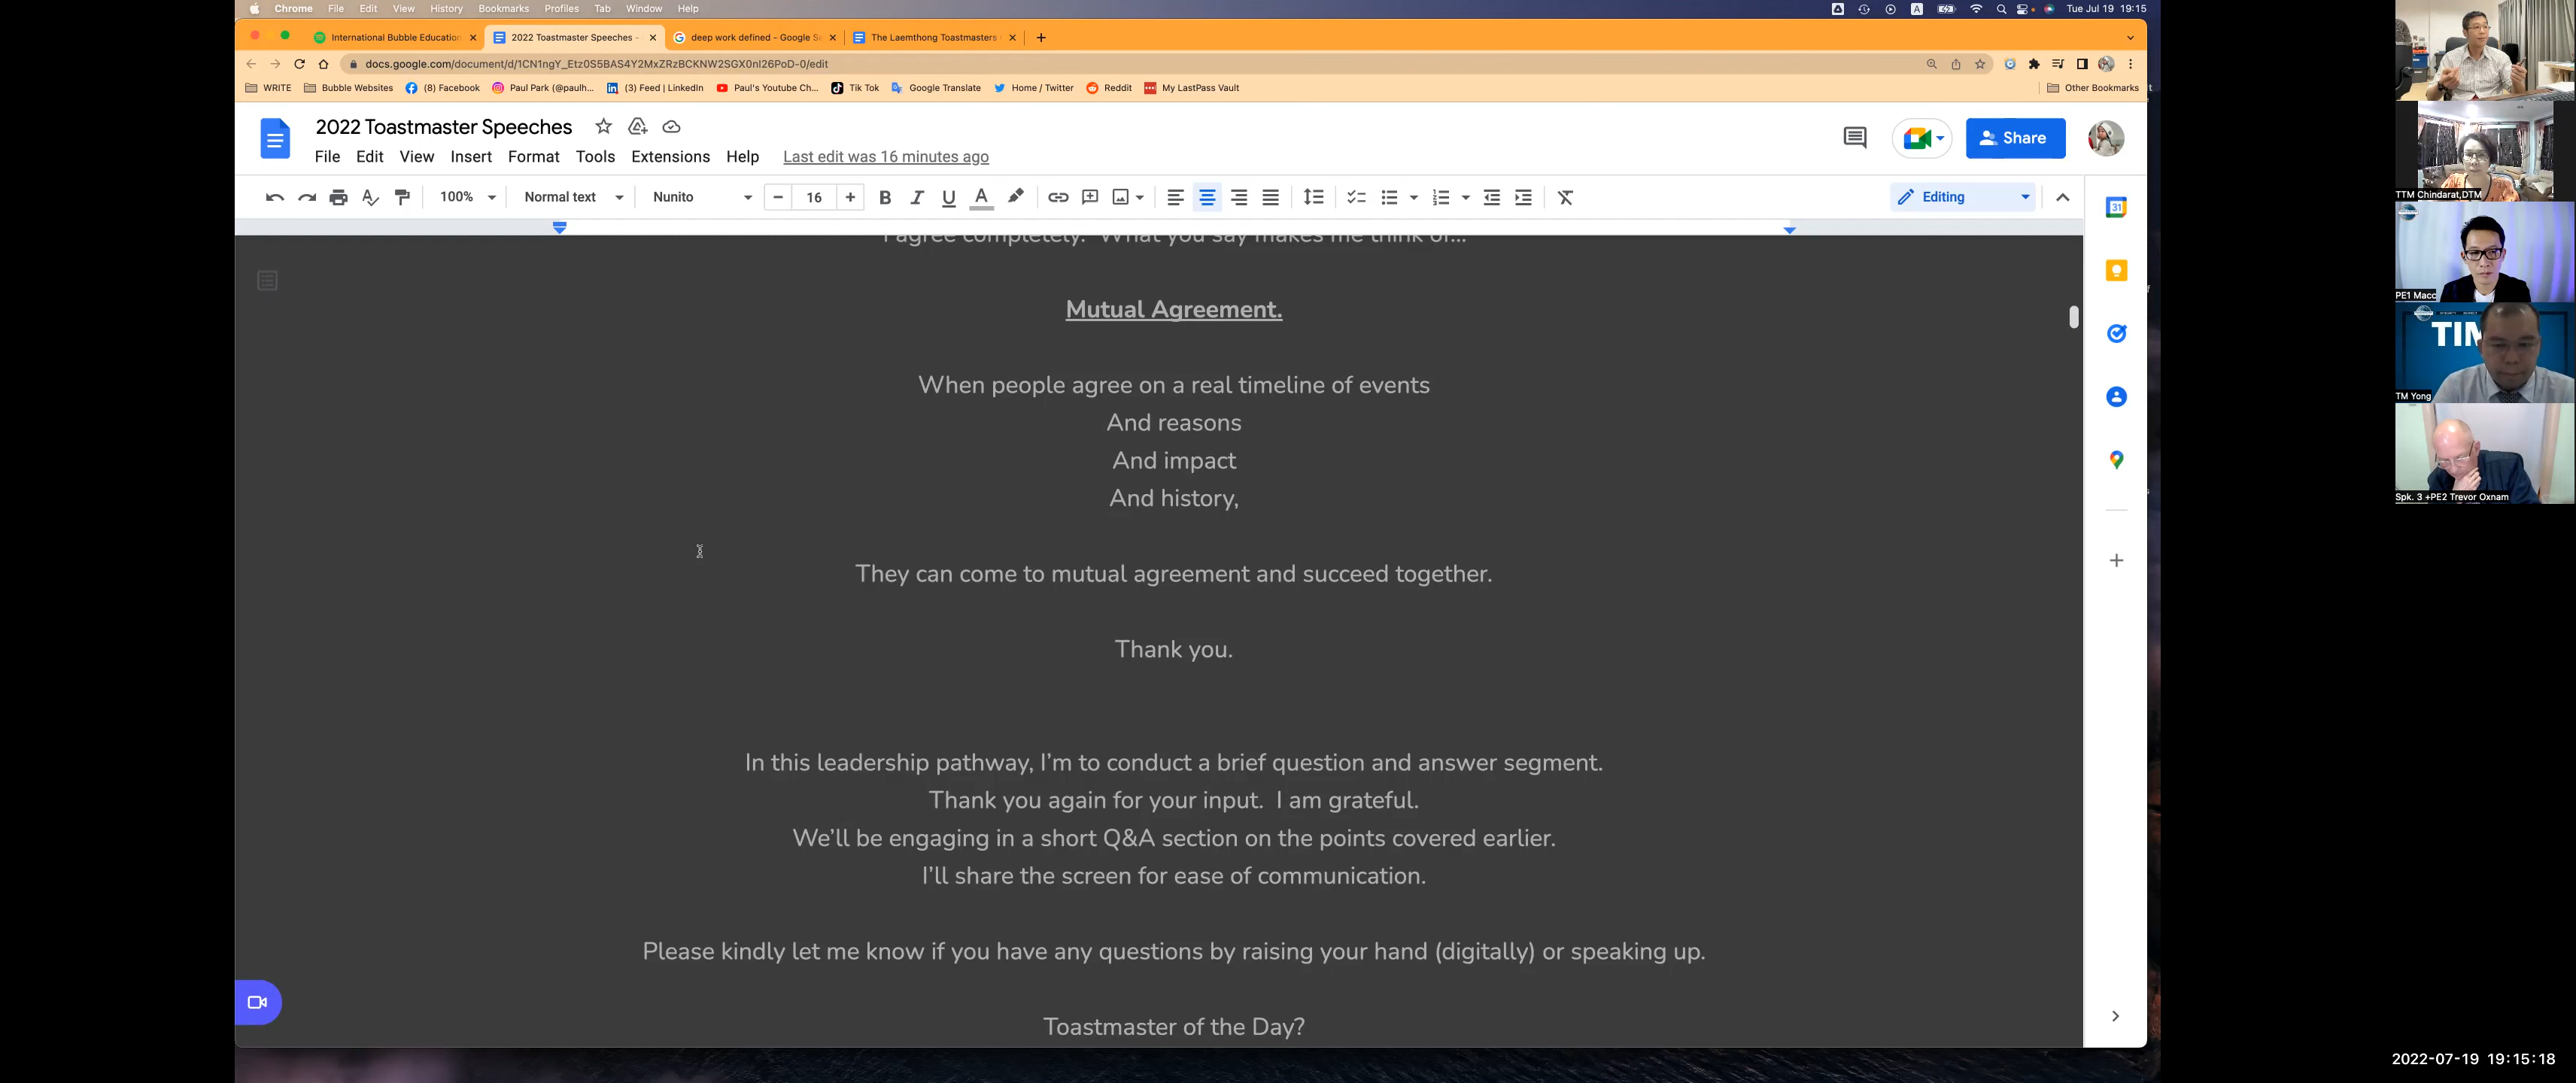 Chrome File Edit View History Bookmarks Profiles Tab Window Help
Tue Jul 19 19:15
International Bubble Education
2022 Toastmaster Speeches -
deep work defined - Google S
The Laemthong Toastmasters
docs.google.com/document/d/1CN1ngY_Etz0S5BAS4Y2MxZRzBCKNW2SGX0nI26PoD-0/edit
WRITE Bubble Websites (8) Facebook Paul Park (@paulh... (3) Feed | LinkedIn Paul's Youtube Ch... Tik Tok Google Translate Home / Twitter Reddit My LastPass Vault Other Bookmarks
2022 Toastmaster Speeches
Share
File Edit View Insert Format Tools Extensions Help Last edit was 16 minutes ago
100% Normal text Nunito 16 Editing
I agree completely. What you say makes me think of...
Mutual Agreement.
When people agree on a real timeline of events
And reasons
And impact
And history,
They can come to mutual agreement and succeed together.
Thank you.
In this leadership pathway, I'm to conduct a brief question and answer segment.
Thank you again for your input. I am grateful.
We'll be engaging in a short Q&A section on the points covered earlier.
I'll share the screen for ease of communication.
Please kindly let me know if you have any questions by raising your hand (digitally) or speaking up.
Toastmaster of the Day?
TTM Chindarat,DTM
PE1 Macc
TIM
TM Yong
Spk. 3 +PE2 Trevor Oxnam
2022-07-19 19:15:18